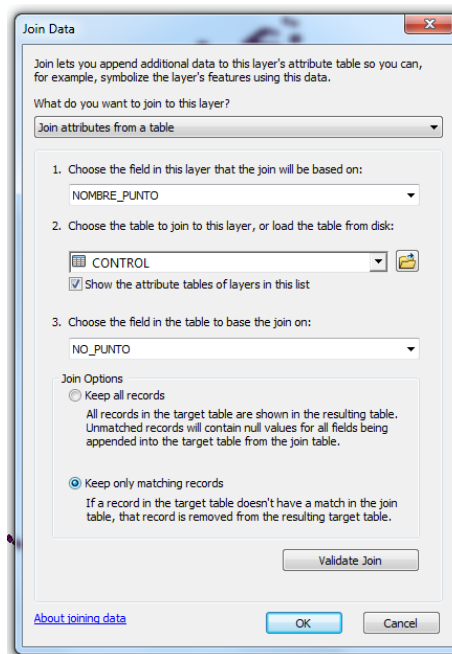 Join Data
Join lets you append additional data to this layer's attribute table so you can,
for example, symbolize the layer's features using this data.
What do you want to join to this layer?
Join attributes from a table
1. Choose the field in this layer that the join will be based on:
NOMBRE_PUNTO
2. Choose the table to join to this layer, or load the table from disk:
CONTROL
Show the attribute tables of layers in this list
3. Choose the field in the table to base the join on:
NO_PUNTO
Join Options
Keep all records
All records in the target table are shown in the resulting table.
Unmatched records will contain null values for all fields being
appended into the target table from the join table.
Keep only matching records
If a record in the target table doesn't have a match in the join
table, that record is removed from the resulting target table.
Validate Join
About joining data
OK
Cancel